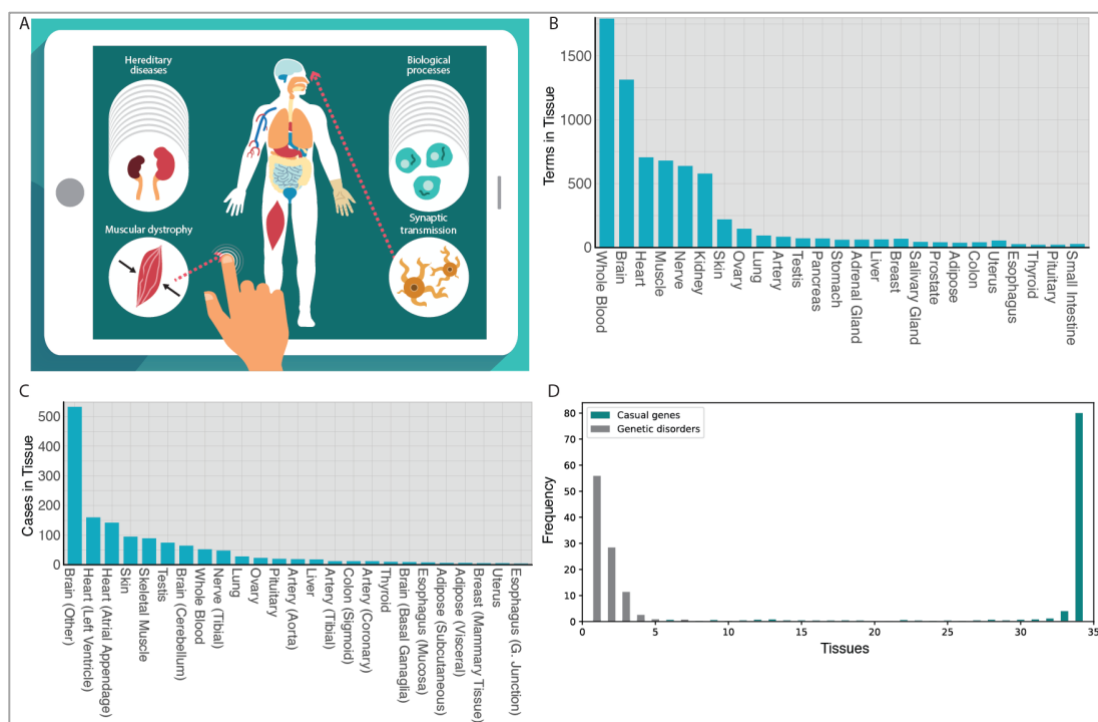 A
Hereditary
diseases
Biological
processes
Muscular dystrophy
Synaptic
transmission
B
Terms in Tissue
1500
1000
500
0
Whole Blood
Brain
Heart
Muscle
Nerve
Kidney
Skin
Ovary
Lung
Artery
Testis
Pancreas
Stomach
Adrenal Gland
Liver
Breast
Salivary Gland
Prostate
Adipose
Colon
Uterus
Esophagus
Thyroid
Pituitary
Small Intestine
C
Cases in Tissue
500
400
300
200
100
0
Brain (Other)
Heart (Left Ventricle)
Heart (Atrial Appendage)
Skin
Skeletal Muscle
Testis
Brain (Cerebellum)
Whole Blood
Nerve (Tibial)
Lung
Ovary
Pituitary
Artery (Aorta)
Liver
Artery (Tibial)
Colon (Sigmoid)
Artery (Coronary)
Thyroid
Brain (Basal Ganaglia)
Esophagus (Mucosa)
Adipose (Subcutaneous)
Adipose (Visceral)
Breast (Mammary Tissue)
Uterus
Esophagus (G. Junction)
D
Casual genes
Genetic disorders
Frequency
80
70
60
50
40
30
20
10
0
0 5 10 15 20 25 30 35
Tissues